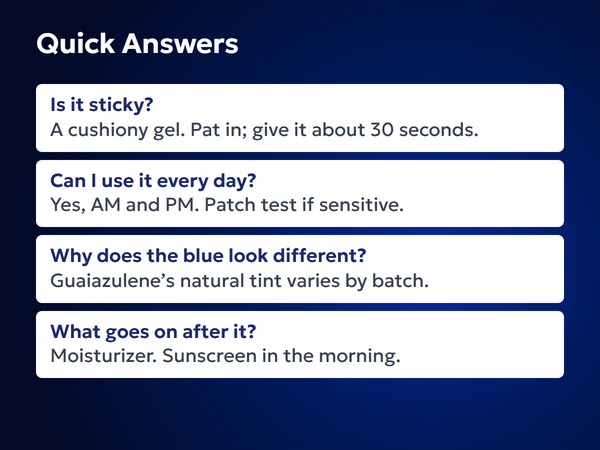 Quick Answers
Is it sticky?
A cushiony gel. Pat in; give it about 30 seconds.
Can I use it every day?
Yes, AM and PM. Patch test if sensitive.
Why does the blue look different?
Guaiazulene’s natural tint varies by batch.
What goes on after it?
Moisturizer. Sunscreen in the morning.